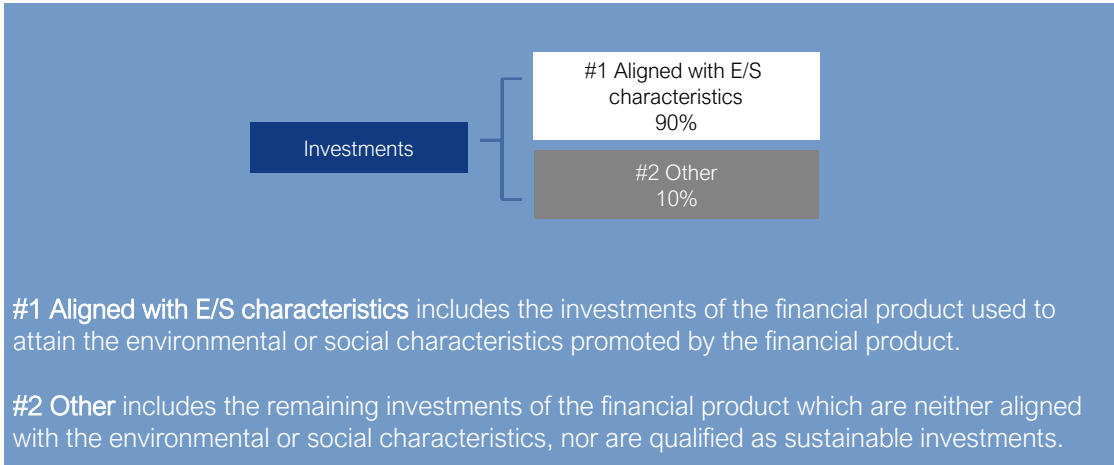 #1 Aligned with E/S
characteristics
90%
Investments
#2 Other
10%
#1 Aligned with E/S characteristics includes the investments of the financial product used to
attain the environmental or social characteristics promoted by the financial product.
#2 Other includes the remaining investments of the financial product which are neither aligned
with the environmental or social characteristics, nor are qualified as sustainable investments.